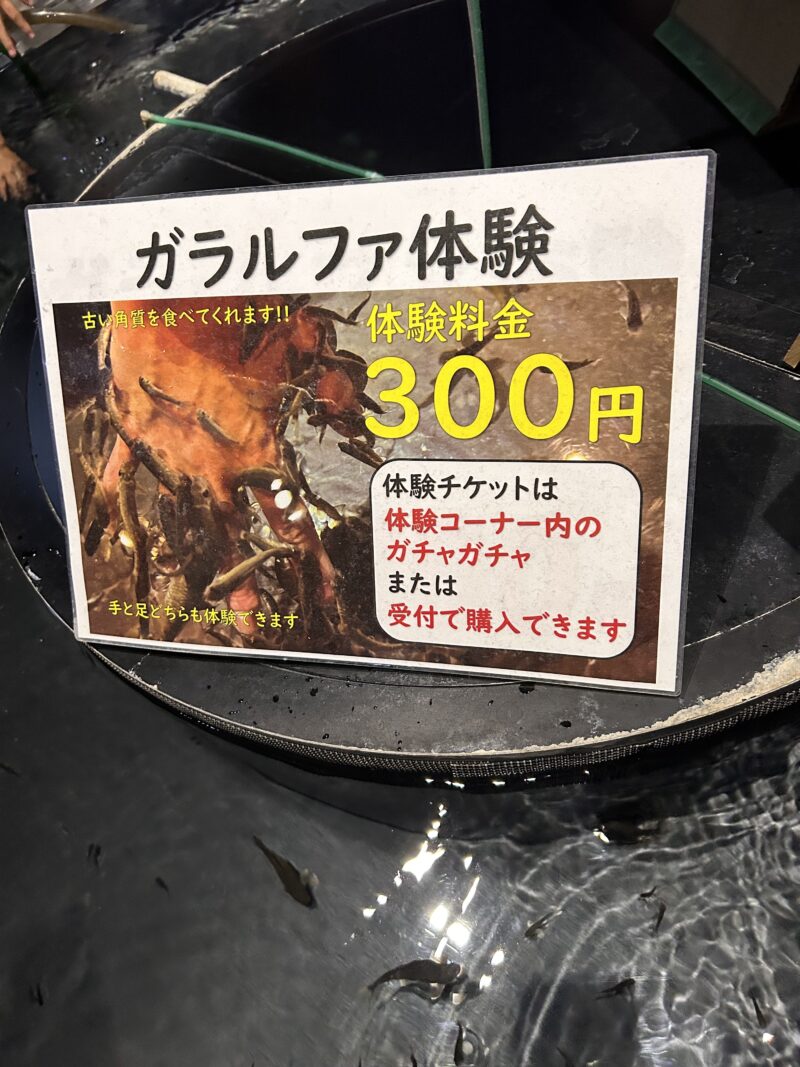 ガラルファ体験
古い角質を食べてくれます!!
体験料金
300円
体験チケットは
体験コーナー内の
ガチャガチャ
または
受付で購入できます
手と足どちらも体験できます